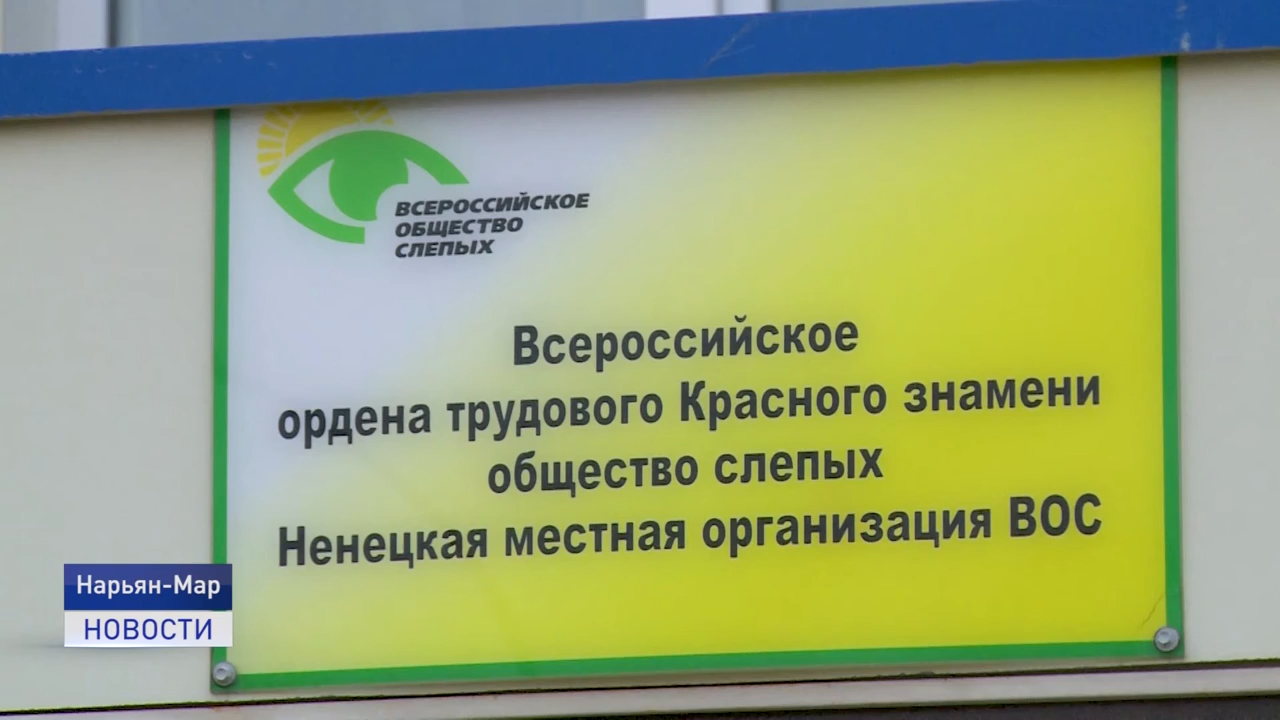 ВСЕРОССИЙСКОЕ
ОБЩЕСТВО
СЛЕПЫХ
Всероссийское
ордена трудового Красного знамени
общество слепых
Ненецкая местная организация ВОС
Нарьян-Мар
НОВОСТИ